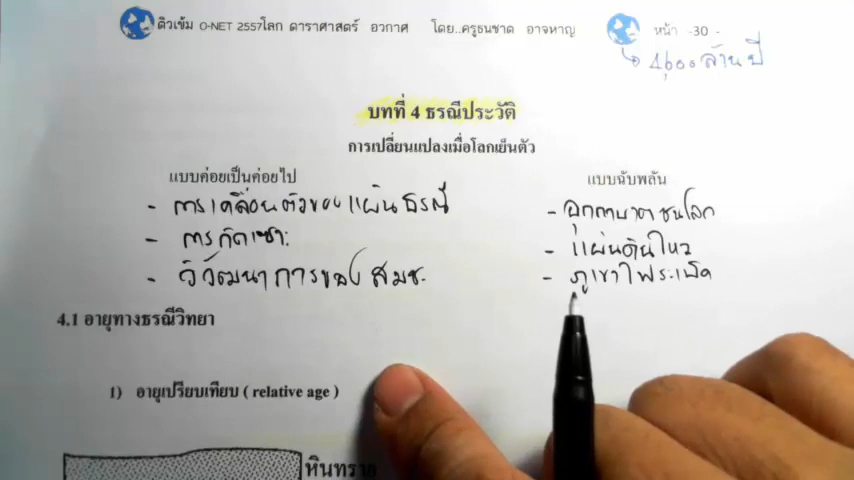 ติวเข้ม O-NET 2557โลก ดาราศาสตร์ อวกาศ โดย..ครูธนชาด อาจหาญ หน้า -30 -
4,600 ล้าน ปี
บทที่ 4 ธรณีประวัติ
การเปลี่ยนแปลงเมื่อโลกเย็นตัว
แบบค่อยเป็นค่อยไป แบบฉับพลัน
- การเคลื่อนตัวของแผ่นธรณี - อุกกาบาตชนโลก
- การกัดเซาะ - แผ่นดินไหว
- วิวัฒนาการของ สมช. - ภูเขาไฟระเบิด
4.1 อายุทางธรณีวิทยา
1) อายุเปรียบเทียบ ( relative age )
หินทราย